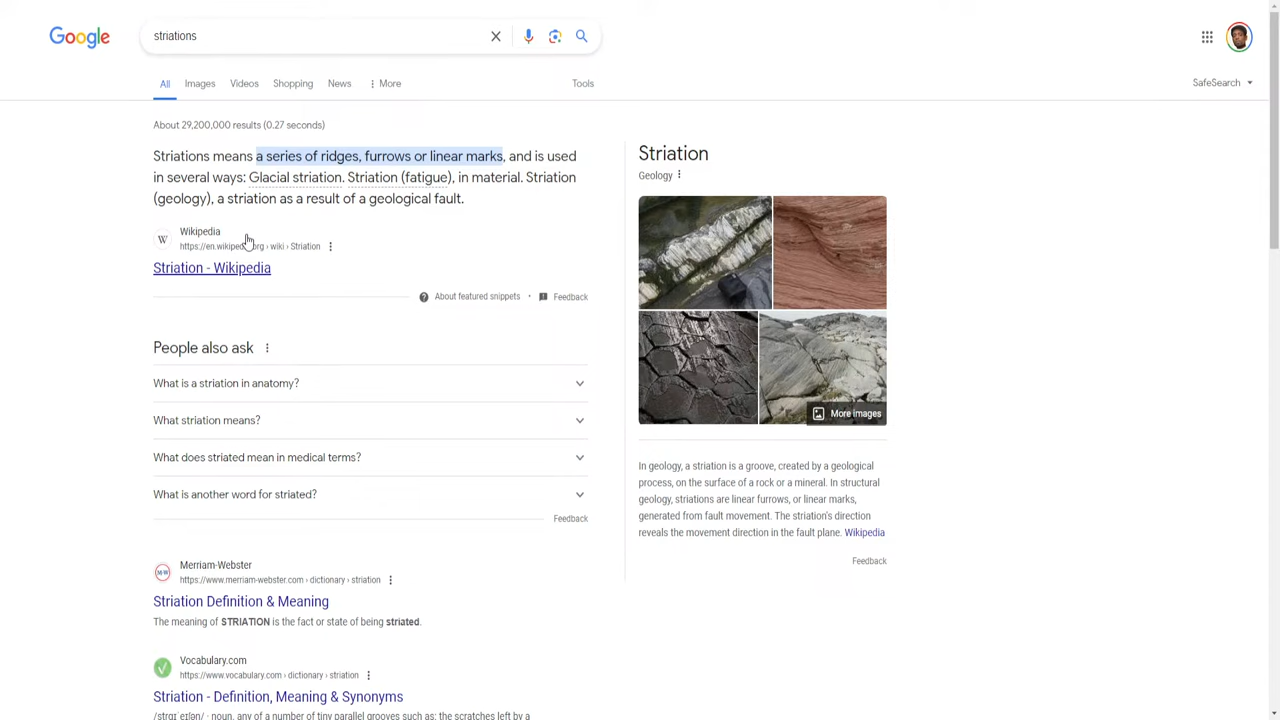 Google
striations
All Images Videos Shopping News More Tools
SafeSearch
About 29,200,000 results (0.27 seconds)
Striations means a series of ridges, furrows or linear marks, and is used
in several ways: Glacial striation. Striation (fatigue), in material. Striation
(geology), a striation as a result of a geological fault.
W
Wikipedia
https://en.wikipedia.org › wiki › Striation
Striation - Wikipedia
About featured snippets • Feedback
People also ask
What is a striation in anatomy?
What striation means?
What does striated mean in medical terms?
What is another word for striated?
Feedback
Merriam-Webster
https://www.merriam-webster.com › dictionary › striation
Striation Definition & Meaning
The meaning of STRIATION is the fact or state of being striated.
Vocabulary.com
https://www.vocabulary.com › dictionary › striation
Striation - Definition, Meaning & Synonyms
noun. any of a number of tiny parallel grooves such as: the scratches left by a
Striation
Geology
More images
In geology, a striation is a groove, created by a geological
process, on the surface of a rock or a mineral. In structural
geology, striations are linear furrows, or linear marks,
generated from fault movement. The striation's direction
reveals the movement direction in the fault plane. Wikipedia
Feedback